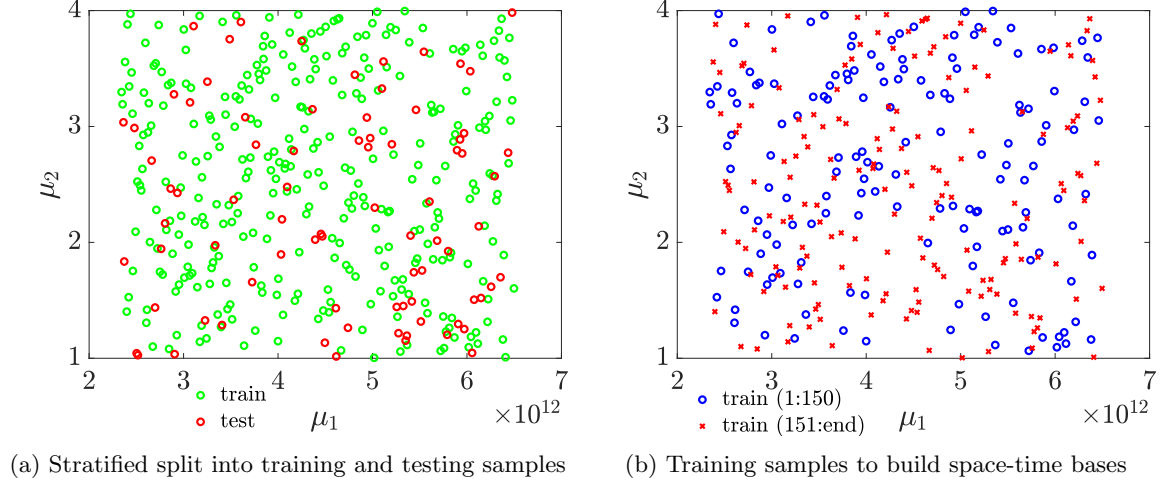 4
3
2
1
μ2
2 3 4 5 6 7
×10^12
μ1
train
test
(a) Stratified split into training and testing samples
4
3
2
1
μ2
2 3 4 5 6 7
×10^12
μ1
train (1:150)
train (151:end)
(b) Training samples to build space-time bases